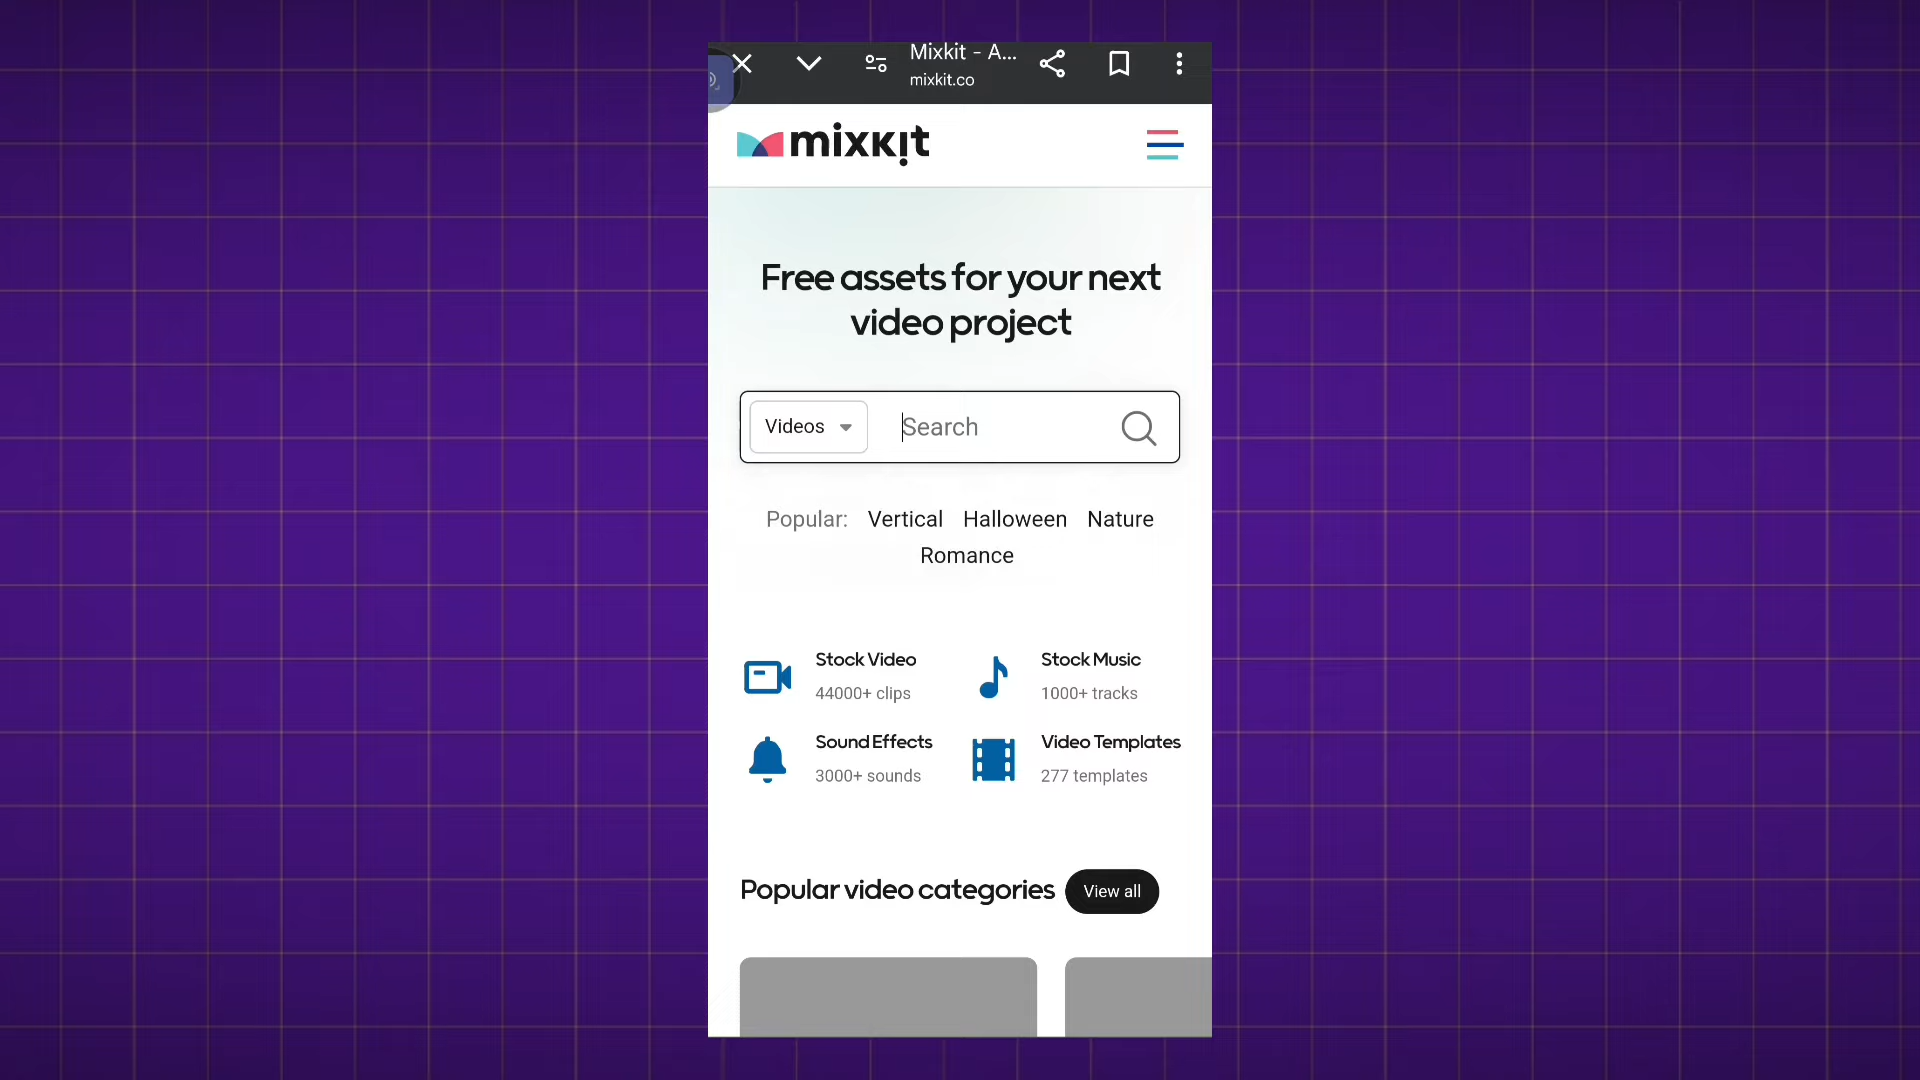 Mixkit - A...
mixkit.co
mixkit
Free assets for your next
video project
Videos Search
Popular: Vertical Halloween Nature
Romance
Stock Video Stock Music
44000+ clips 1000+ tracks
Sound Effects Video Templates
3000+ sounds 277 templates
Popular video categories View all